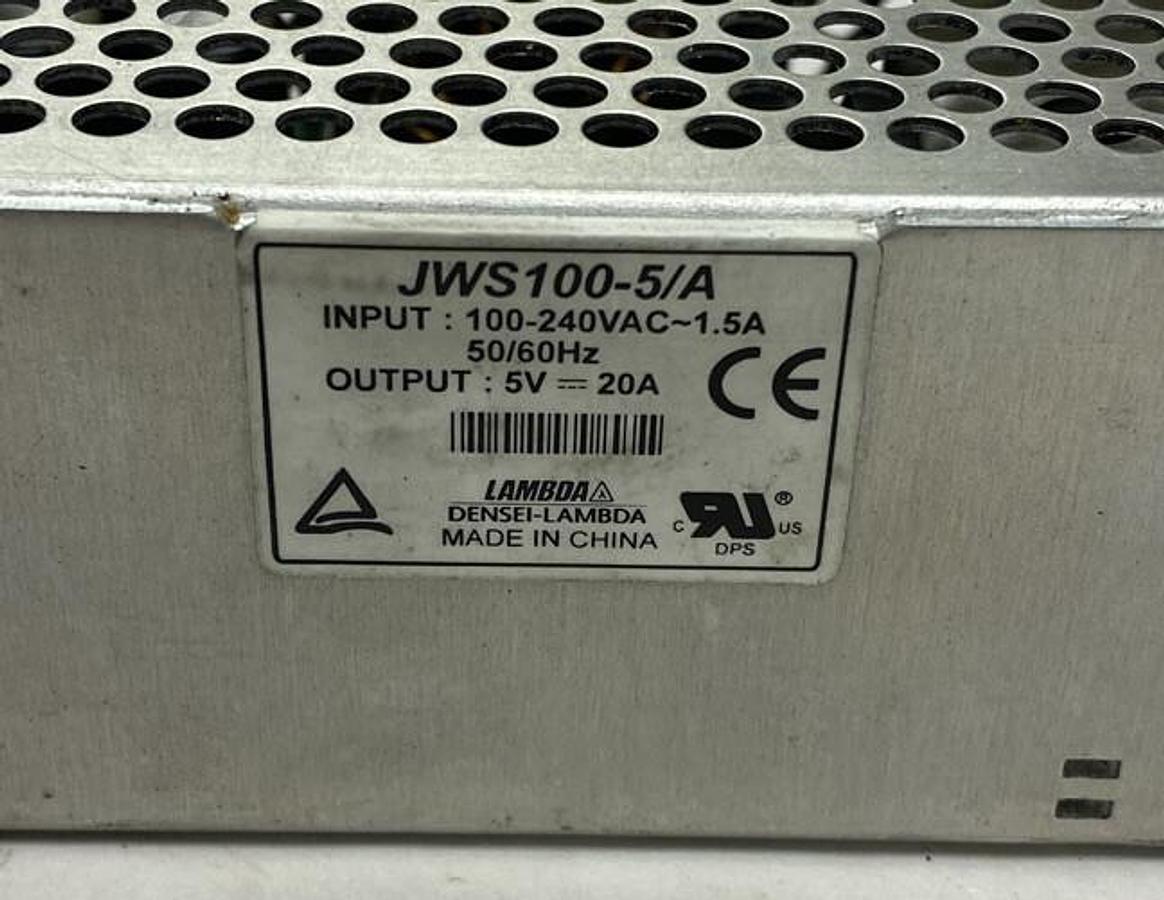 JWS100-5/A
INPUT : 100-240VAC~1.5A
50/60Hz
OUTPUT : 5V ⎓ 20A
CE
LAMBDA
DENSEI-LAMBDA
MADE IN CHINA
C RU ® US
DPS